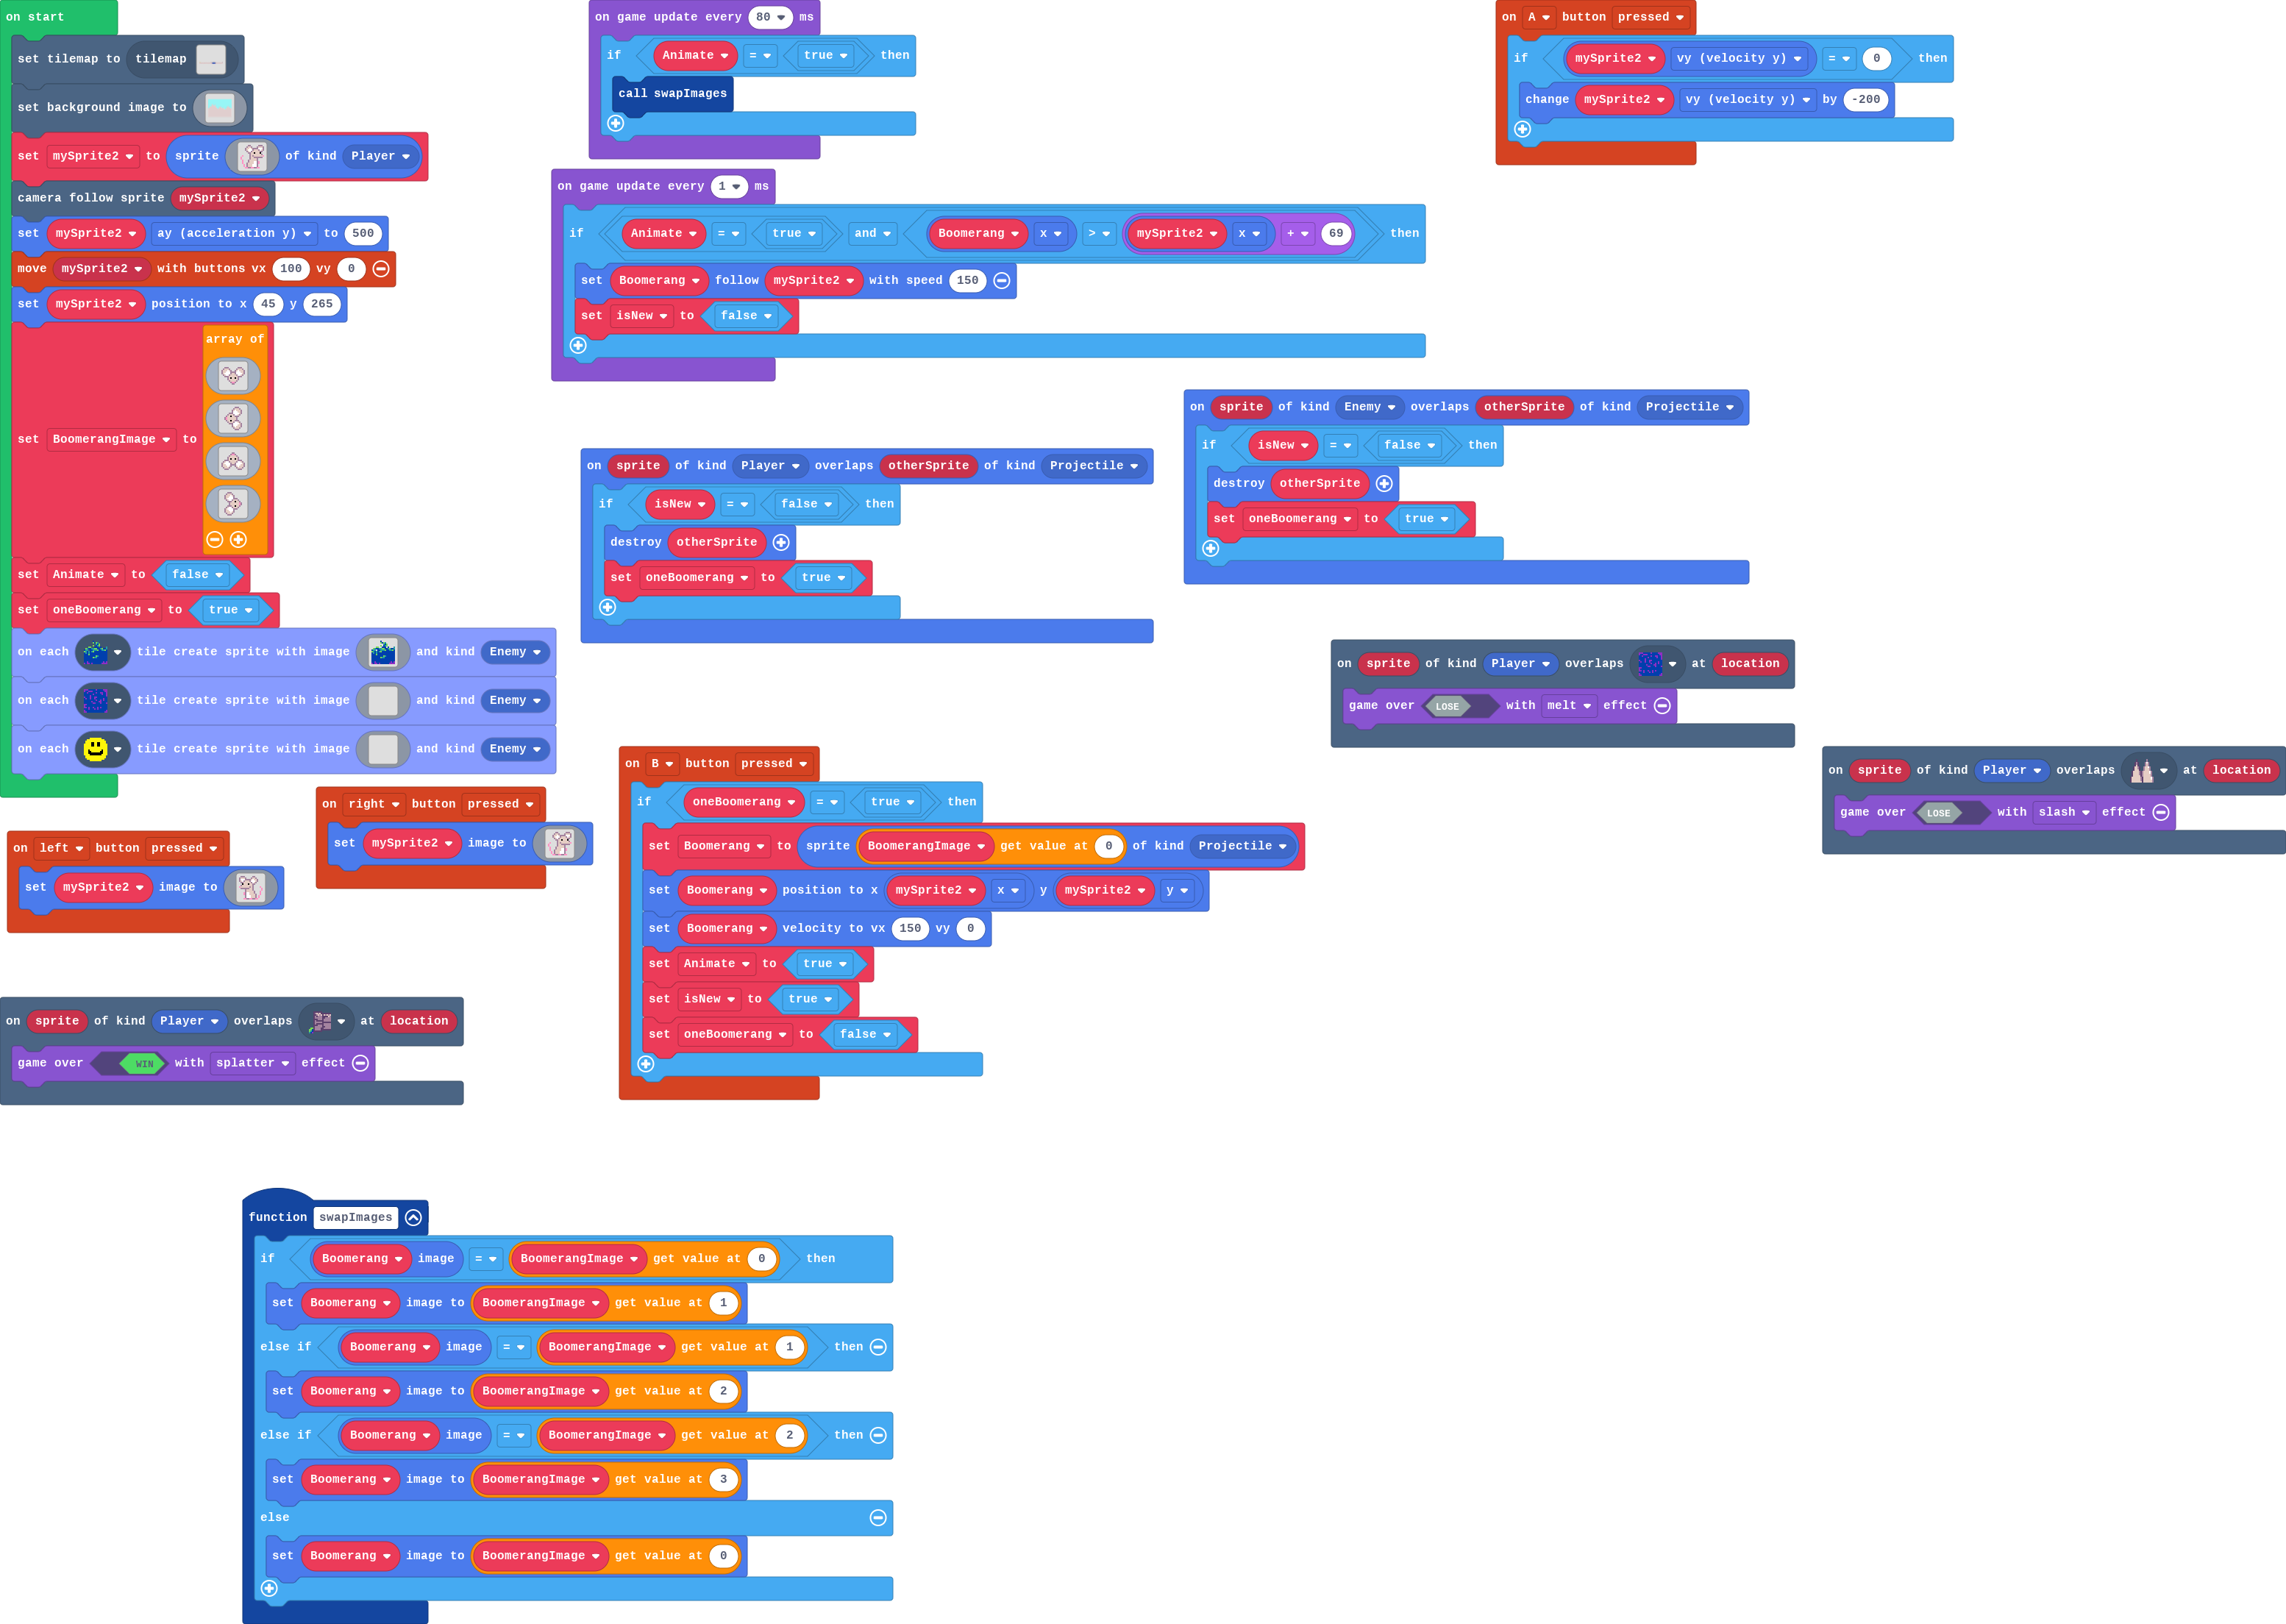 on start
set tilemap to tilemap
set background image to
set mySprite2 to sprite of kind Player
camera follow sprite mySprite2
set mySprite2 ay (acceleration y) to 500
move mySprite2 with buttons vx 100 vy 0
set mySprite2 position to x 45 y 265
array of
set BoomerangImage to
set Animate to false
set oneBoomerang to true
on each tile create sprite with image and kind Enemy
on each tile create sprite with image and kind Enemy
on each tile create sprite with image and kind Enemy
on game update every 80 ms
if Animate = true then
call swapImages
on A button pressed
if mySprite2 vy (velocity y) = 0 then
change mySprite2 vy (velocity y) by -200
on game update every 1 ms
if Animate = true and Boomerang x > mySprite2 x + 69 then
set Boomerang follow mySprite2 with speed 150
set isNew to false
on sprite of kind Enemy overlaps otherSprite of kind Projectile
if isNew = false then
destroy otherSprite
set oneBoomerang to true
on sprite of kind Player overlaps otherSprite of kind Projectile
if isNew = false then
destroy otherSprite
set oneBoomerang to true
on sprite of kind Player overlaps at location
game over LOSE with melt effect
on sprite of kind Player overlaps at location
game over LOSE with slash effect
on B button pressed
if oneBoomerang = true then
set Boomerang to sprite BoomerangImage get value at 0 of kind Projectile
set Boomerang position to x mySprite2 x y mySprite2 y
set Boomerang velocity to vx 150 vy 0
set Animate to true
set isNew to true
set oneBoomerang to false
on right button pressed
set mySprite2 image to
on left button pressed
set mySprite2 image to
on sprite of kind Player overlaps at location
game over WIN with splatter effect
function swapImages
if Boomerang image = BoomerangImage get value at 0 then
set Boomerang image to BoomerangImage get value at 1
else if Boomerang image = BoomerangImage get value at 1 then
set Boomerang image to BoomerangImage get value at 2
else if Boomerang image = BoomerangImage get value at 2 then
set Boomerang image to BoomerangImage get value at 3
else
set Boomerang image to BoomerangImage get value at 0